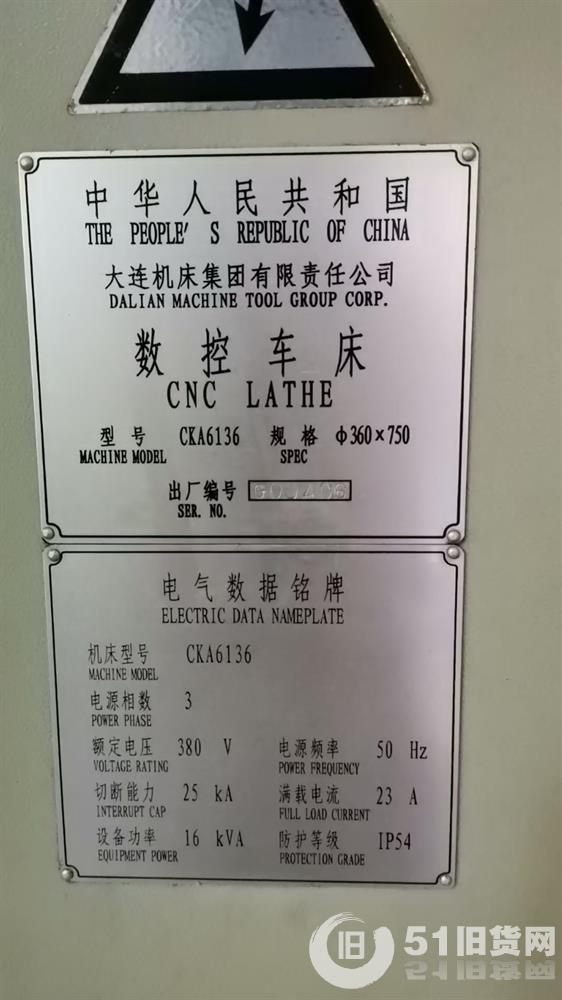 中华人民共和国
THE PEOPLE'S REPUBLIC OF CHINA
大连机床集团有限责任公司
DALIAN MACHINE TOOL GROUP CORP.
数控车床
CNC LATHE
型号 CKA6136 规格 φ360×750
MACHINE MODEL SPEC
出厂编号
SER. NO.
电气数据铭牌
ELECTRIC DATA NAMEPLATE
机床型号 CKA6136
MACHINE MODEL
电源相数 3
POWER PHASE
额定电压 380 V 电源频率 50 Hz
VOLTAGE RATING POWER FREQUENCY
切断能力 25 kA 满载电流 23 A
INTERRUPT CAP FULL LOAD CURRENT
设备功率 16 kVA 防护等级 IP54
EQUIPMENT POWER PROTECTION GRADE
旧 51旧货网